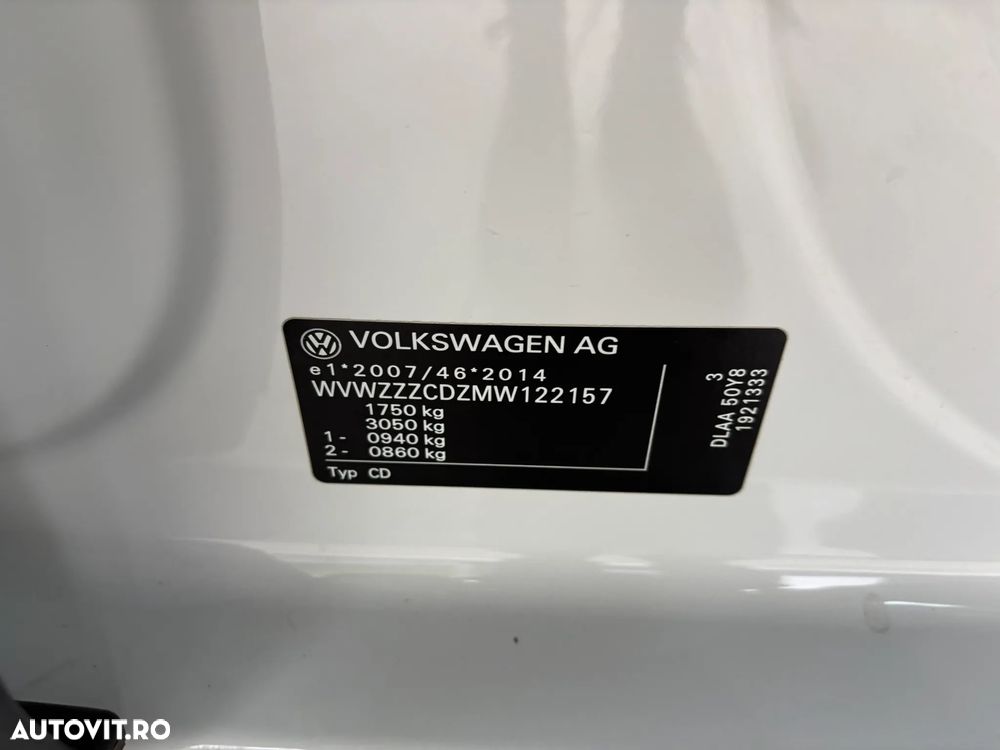 VOLKSWAGEN AG
e1*2007/46*2014
WVWZZZCDZMW122157
1750 kg
3050 kg
1- 0940 kg
2- 0860 kg
Typ CD
3
DLAA 50Y8
1921333
AUTOVIT.RO